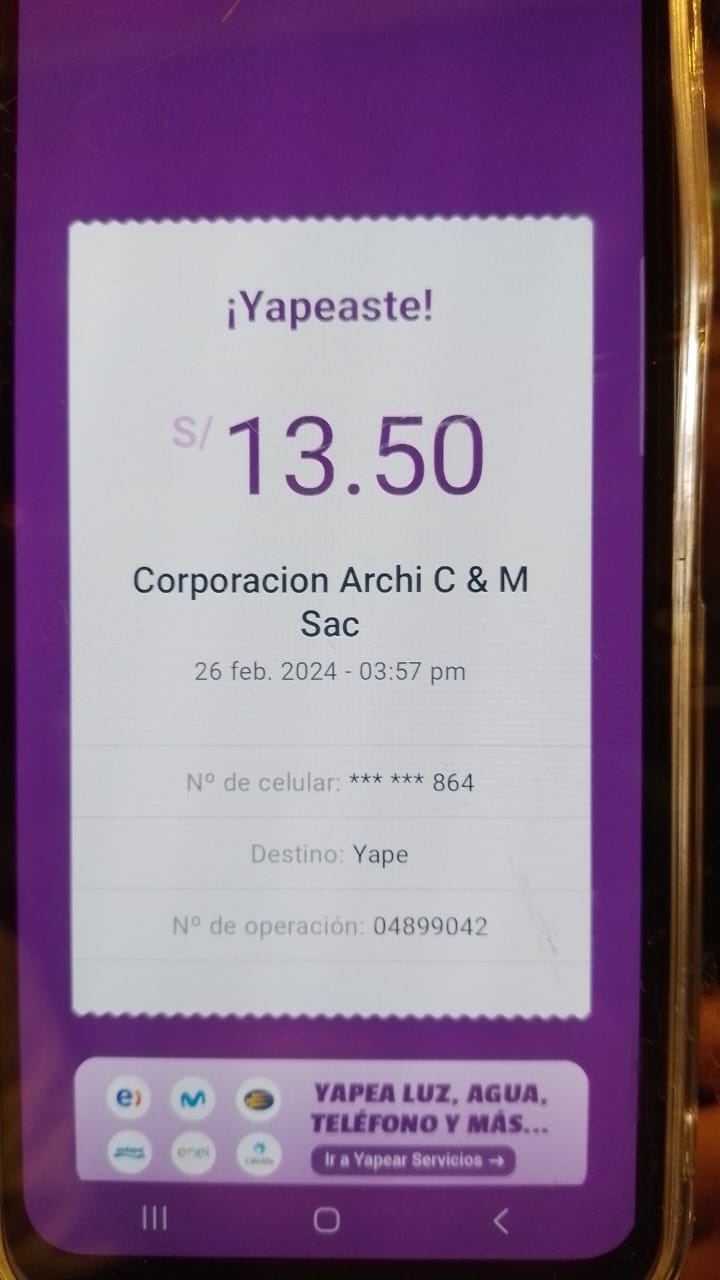 ¡Yapeaste!
S/ 13.50
Corporacion Archi C & M
Sac
26 feb. 2024 - 03:57 pm
Nº de celular: *** *** 864
Destino: Yape
Nº de operación: 04899042
e)
YAPEA LUZ, AGUA,
TELÉFONO Y MÁS...
enel
Ir a Yapear Servicios →